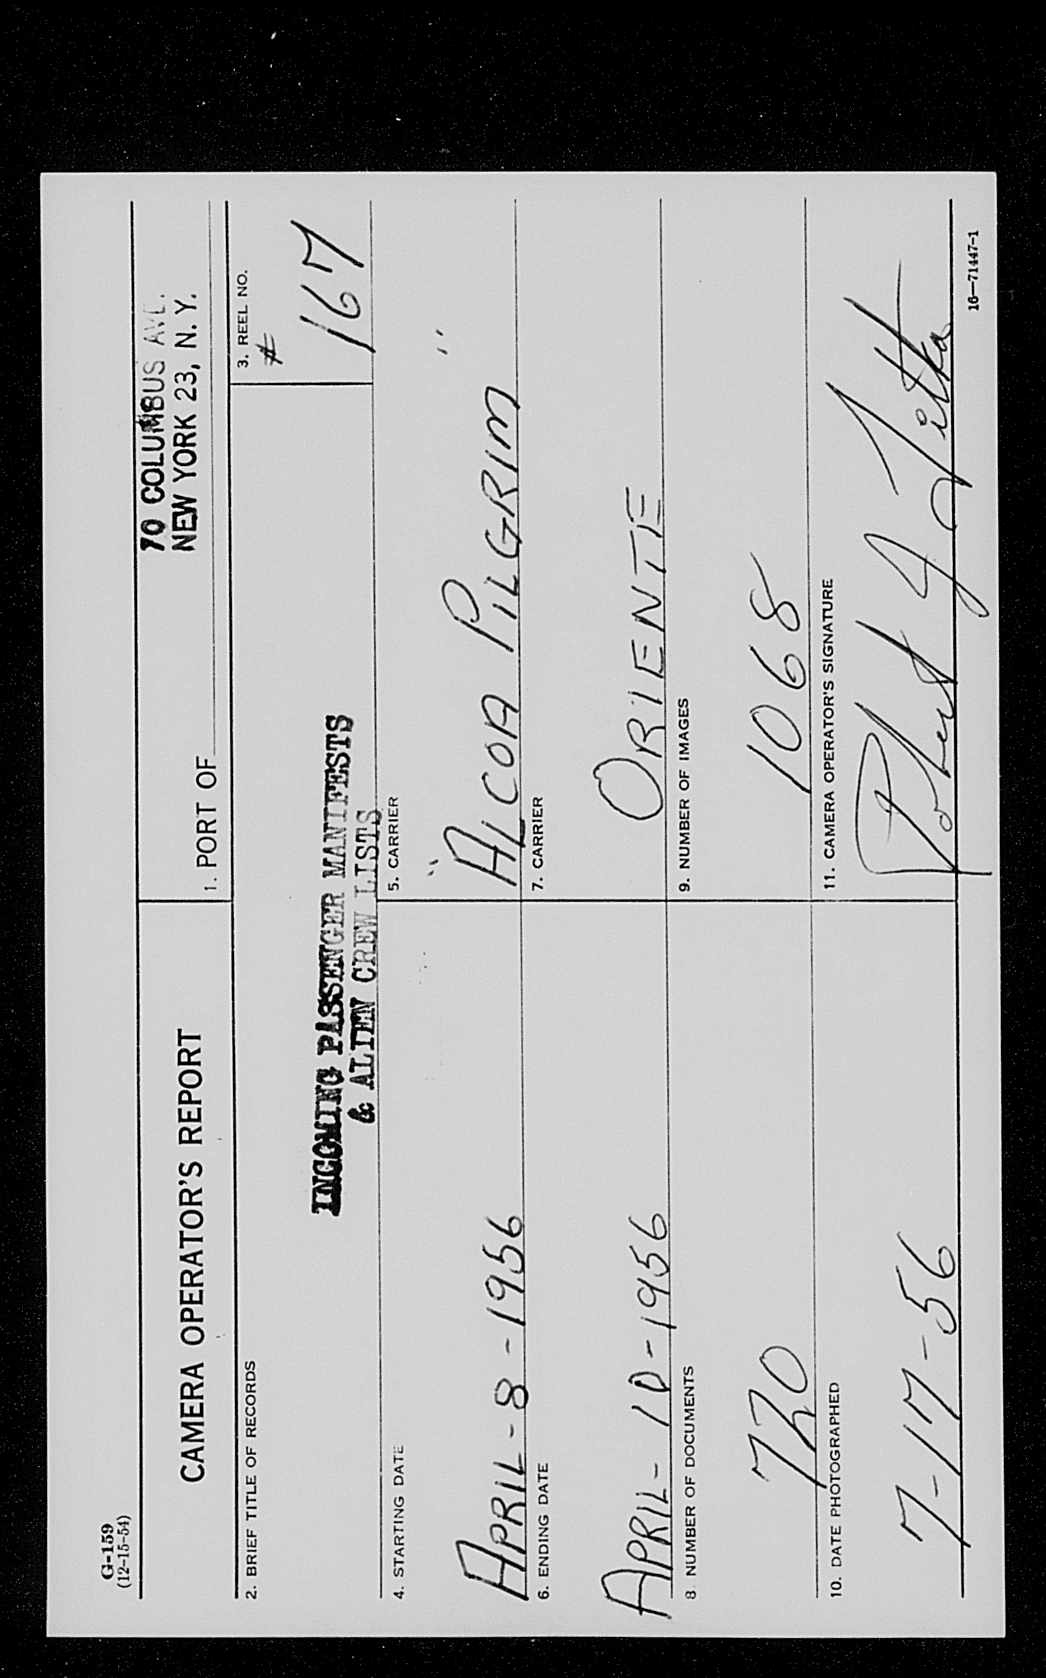 G-159
(12-15-54)
CAMERA OPERATOR'S REPORT
70 COLUMBUS AVE.
NEW YORK 23, N. Y.
1. PORT OF
2. BRIEF TITLE OF RECORDS
INCOMING PASSENGER MANIFESTS
& ALIEN CREW LISTS
3. REEL NO.
# 167
4. STARTING DATE
APRIL-8-1956
5. CARRIER
"ALCOA PILGRIM"
6. ENDING DATE
APRIL-10-1956
7. CARRIER
ORIENTE
8. NUMBER OF DOCUMENTS
720
9. NUMBER OF IMAGES
1068
10. DATE PHOTOGRAPHED
7-17-56
11. CAMERA OPERATOR'S SIGNATURE
Robert J
16—71447-1